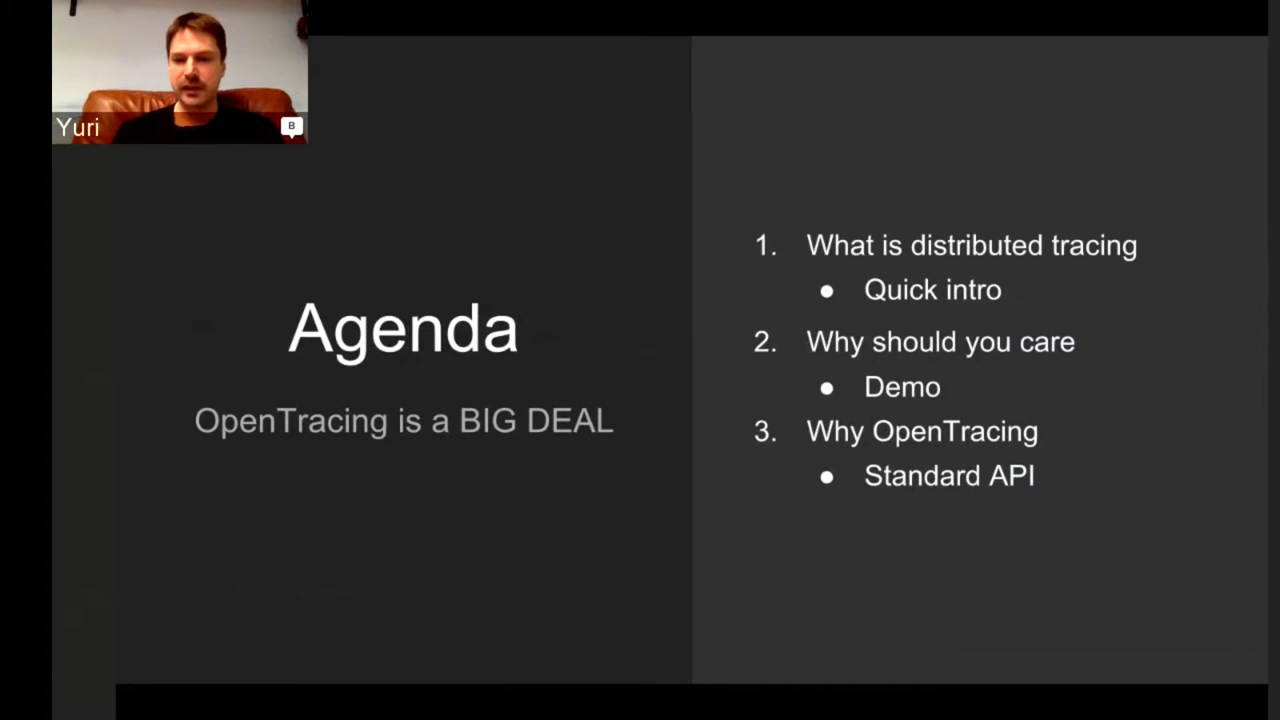 Yuri
B
Agenda
OpenTracing is a BIG DEAL
1. What is distributed tracing
● Quick intro
2. Why should you care
● Demo
3. Why OpenTracing
● Standard API